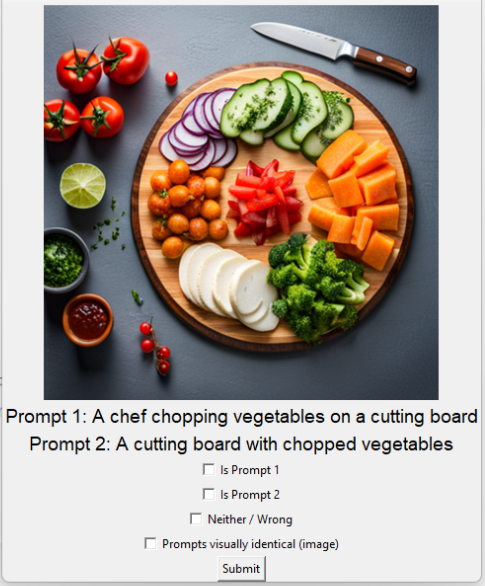 Prompt 1: A chef chopping vegetables on a cutting board
Prompt 2: A cutting board with chopped vegetables
Is Prompt 1
Is Prompt 2
Neither / Wrong
Prompts visually identical (image)
Submit